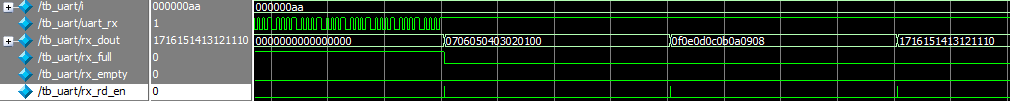 /tb_uart/i 000000aa 000000aa
/tb_uart/uart_rx 1
/tb_uart/rx_dout 1716151413121110 0000000000000000 0706050403020100 0f0e0d0c0b0a0908 1716151413121110
/tb_uart/rx_full 0
/tb_uart/rx_empty 0
/tb_uart/rx_rd_en 0